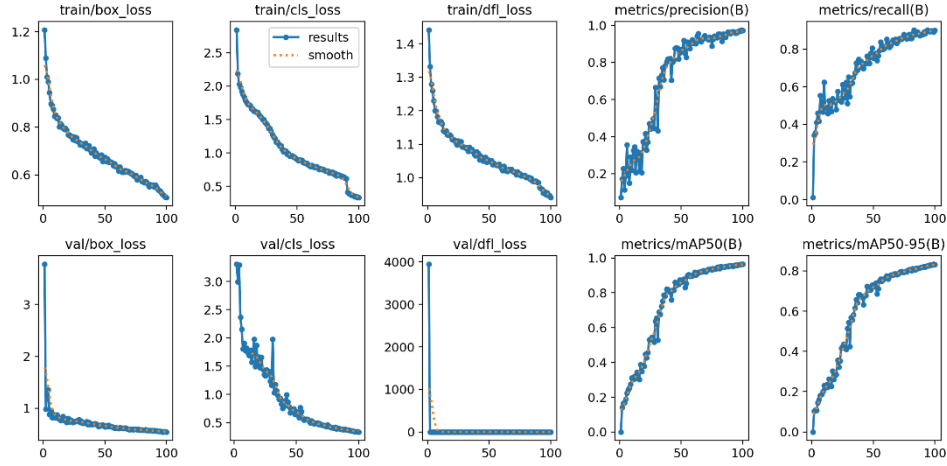 train/box_loss
train/cls_loss
train/dfl_loss
metrics/precision(B)
metrics/recall(B)
results
smooth
1.2
1.0
0.8
0.6
2.5
2.0
1.5
1.0
0.5
1.4
1.3
1.2
1.1
1.0
1.0
0.8
0.6
0.4
0.2
0.8
0.6
0.4
0.2
0.0
0 50 100
0 50 100
0 50 100
0 50 100
0 50 100
val/box_loss
val/cls_loss
val/dfl_loss
metrics/mAP50(B)
metrics/mAP50-95(B)
3
2
1
3.5
3.0
2.5
2.0
1.5
1.0
0.5
4000
3000
2000
1000
0
1.0
0.8
0.6
0.4
0.2
0.0
0.8
0.6
0.4
0.2
0.0
0 50 100
0 50 100
0 50 100
0 50 100
0 50 100